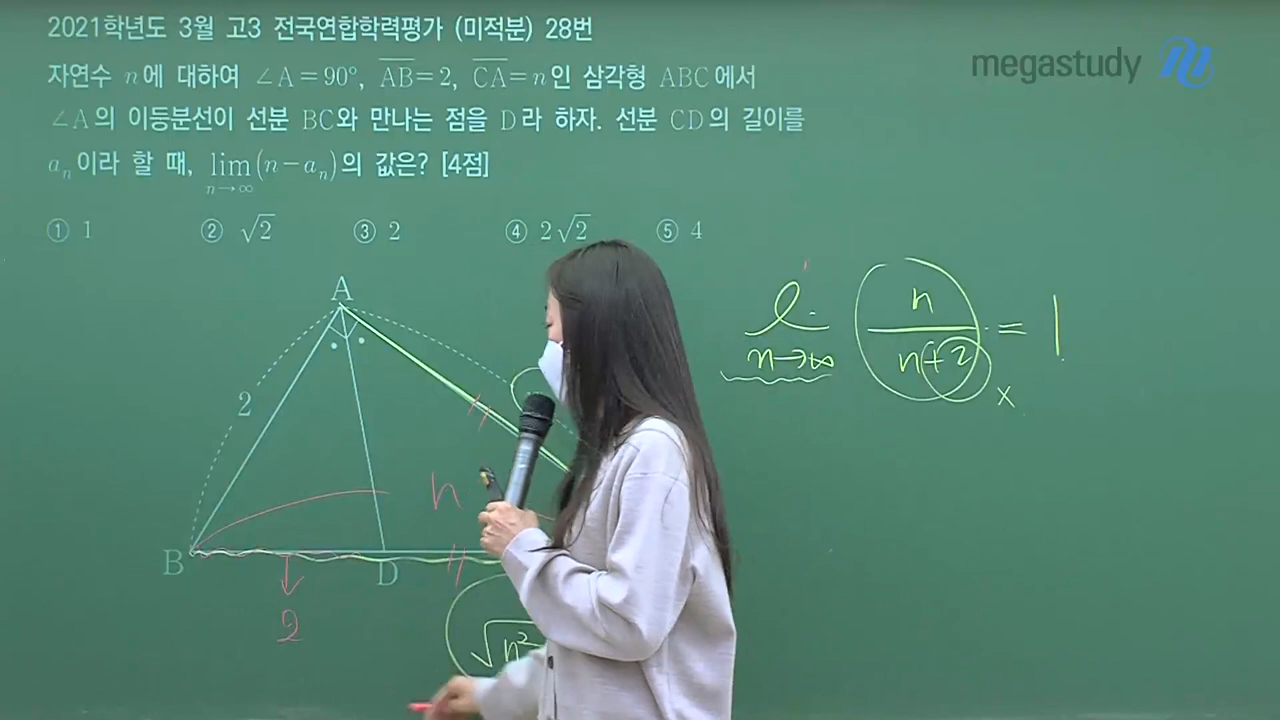 2021학년도 3월 고3 전국연합학력평가 (미적분) 28번
megastudy
자연수 n에 대하여 ∠A=90°, A̅B̅=2, C̅A̅=n인 삼각형 ABC에서
∠A의 이등분선이 선분 BC와 만나는 점을 D라 하자. 선분 CD의 길이를
aₙ이라 할 때, lim(n-aₙ)의 값은? [4점]
n→∞
① 1 ② √2 ③ 2 ④ 2√2 ⑤ 4
A
n
n→∞ n+2 = 1
x
2
n
B D
2
√n²